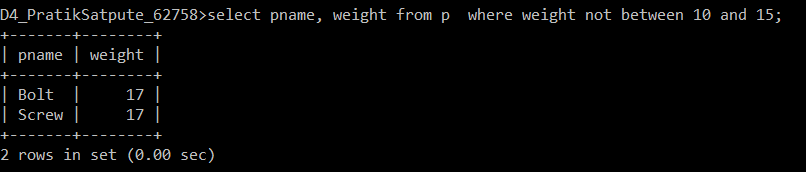 D4_PratikSatpute_62758>select pname, weight from p  where weight not between 10 and 15;
+-------+--------+
| pname | weight |
+-------+--------+
| Bolt  |     17 |
| Screw |     17 |
+-------+--------+
2 rows in set (0.00 sec)